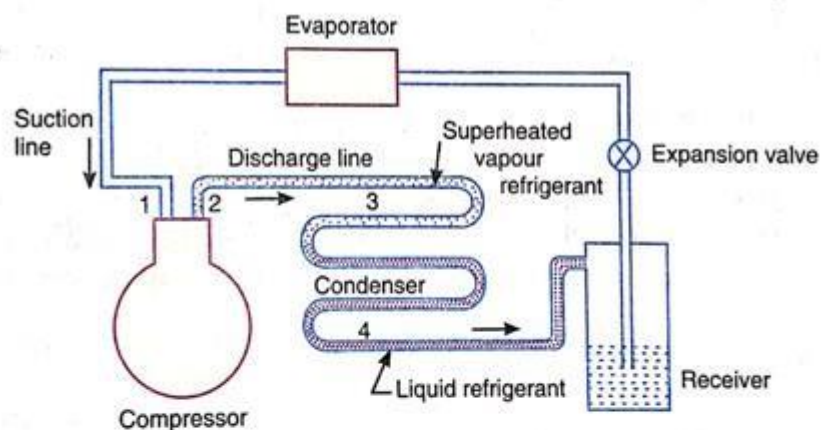 Evaporator
Suction
line
Discharge line
Superheated
vapour
refrigerant
Expansion valve
1
2
3
Condenser
4
Liquid refrigerant
Receiver
Compressor